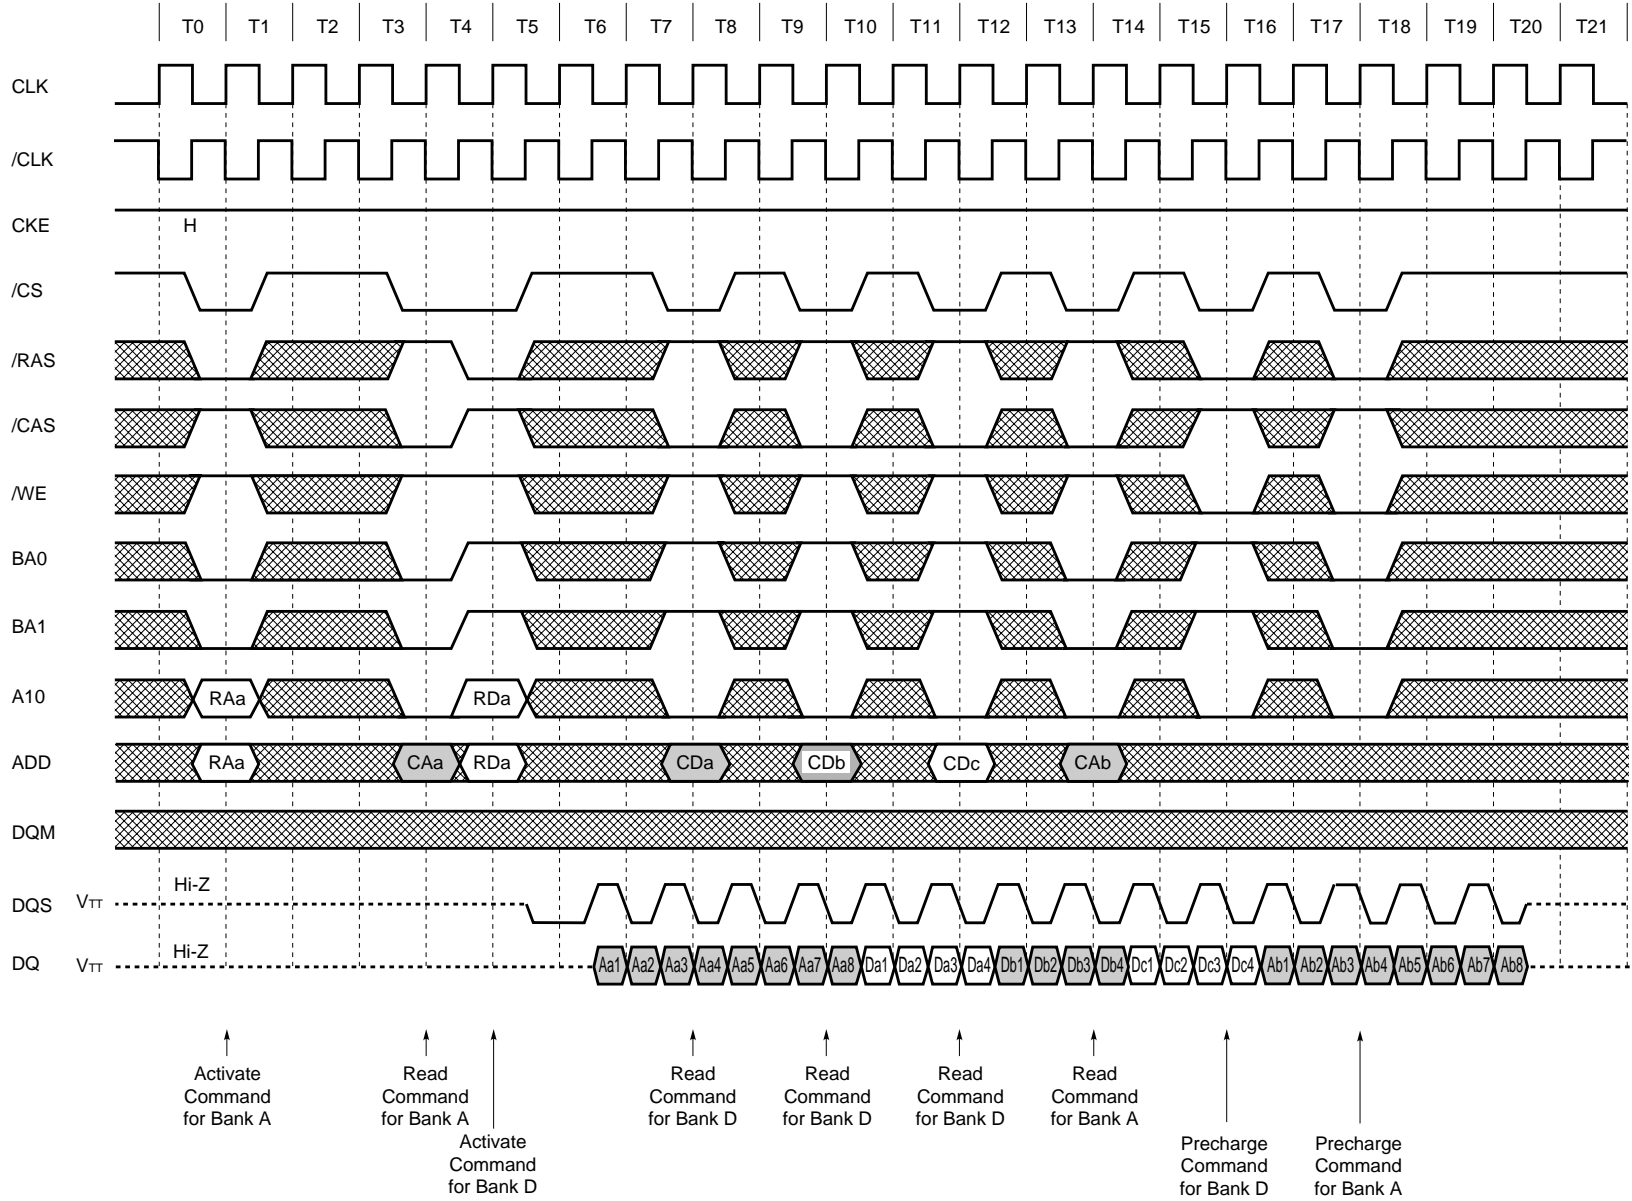 T0 T1 T2 T3 T4 T5 T6 T7 T8 T9 T10 T11 T12 T13 T14 T15 T16 T17 T18 T19 T20 T21
CLK
/CLK
CKE H
/CS
/RAS
/CAS
/WE
BA0
BA1
A10 RAa RDa
ADD RAa CAa RDa CDa CDb CDc CAb
DQM
Hi-Z
DQS VTT
Hi-Z
DQ VTT Aa1 Aa2 Aa3 Aa4 Aa5 Aa6 Aa7 Aa8 Da1 Da2 Da3 Da4 Db1 Db2 Db3 Db4 Dc1 Dc2 Dc3 Dc4 Ab1 Ab2 Ab3 Ab4 Ab5 Ab6 Ab7 Ab8
Activate
Command
for Bank A
Read
Command
for Bank A
Activate
Command
for Bank D
Read
Command
for Bank D
Read
Command
for Bank D
Read
Command
for Bank D
Read
Command
for Bank A
Precharge
Command
for Bank D
Precharge
Command
for Bank A